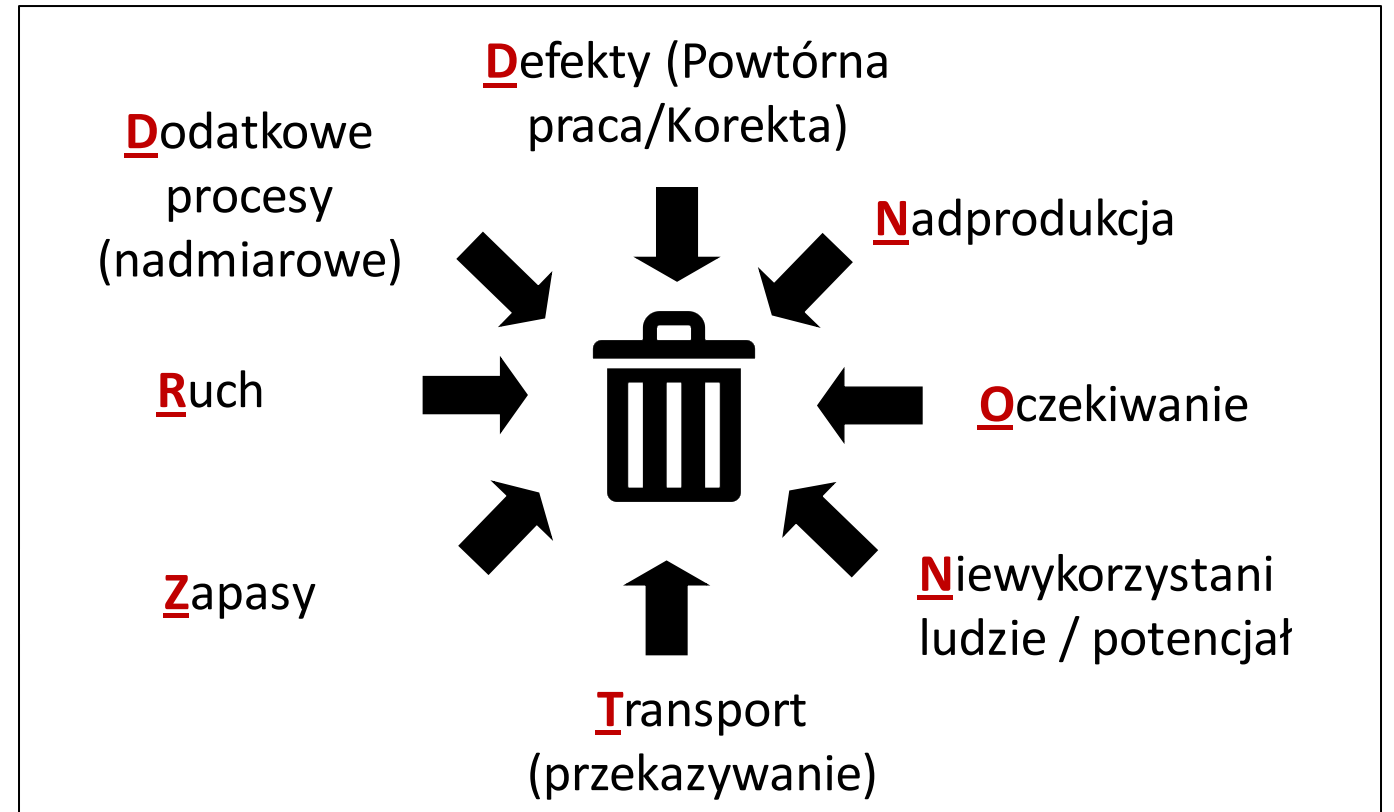 Defekty (Powtórna
praca/Korekta)
Nadprodukcja
Oczekiwanie
Niewykorzystani
ludzie / potencjał
Transport
(przekazywanie)
Zapasy
Ruch
Dodatkowe
procesy
(nadmiarowe)